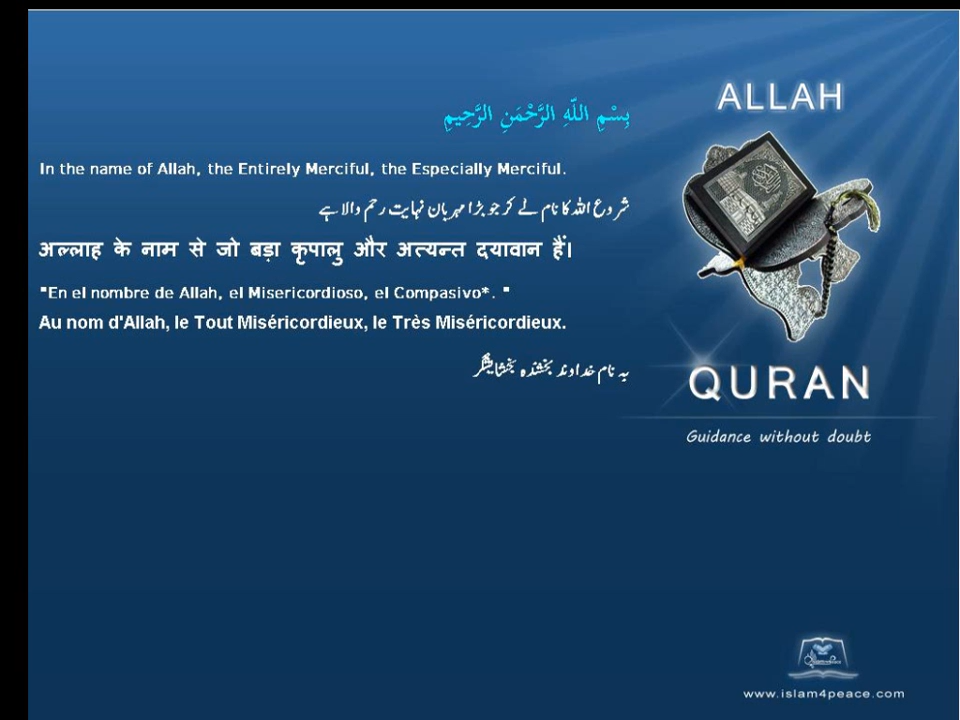 بِسْمِ اللَّهِ الرَّحْمَنِ الرَّحِيمِ
In the name of Allah, the Entirely Merciful, the Especially Merciful.
شروع اللہ کا نام لے کر جو بڑا مہربان نہایت رحم والا ہے
अल्लाह के नाम से जो बड़ा कृपालु और अत्यन्त दयावान हैं।
"En el nombre de Allah, el Misericordioso, el Compasivo*. "
Au nom d'Allah, le Tout Miséricordieux, le Très Miséricordieux.
به نام خداوند بخشنده بخشایشگر
ALLAH
QURAN
Guidance without doubt
www.islam4peace.com